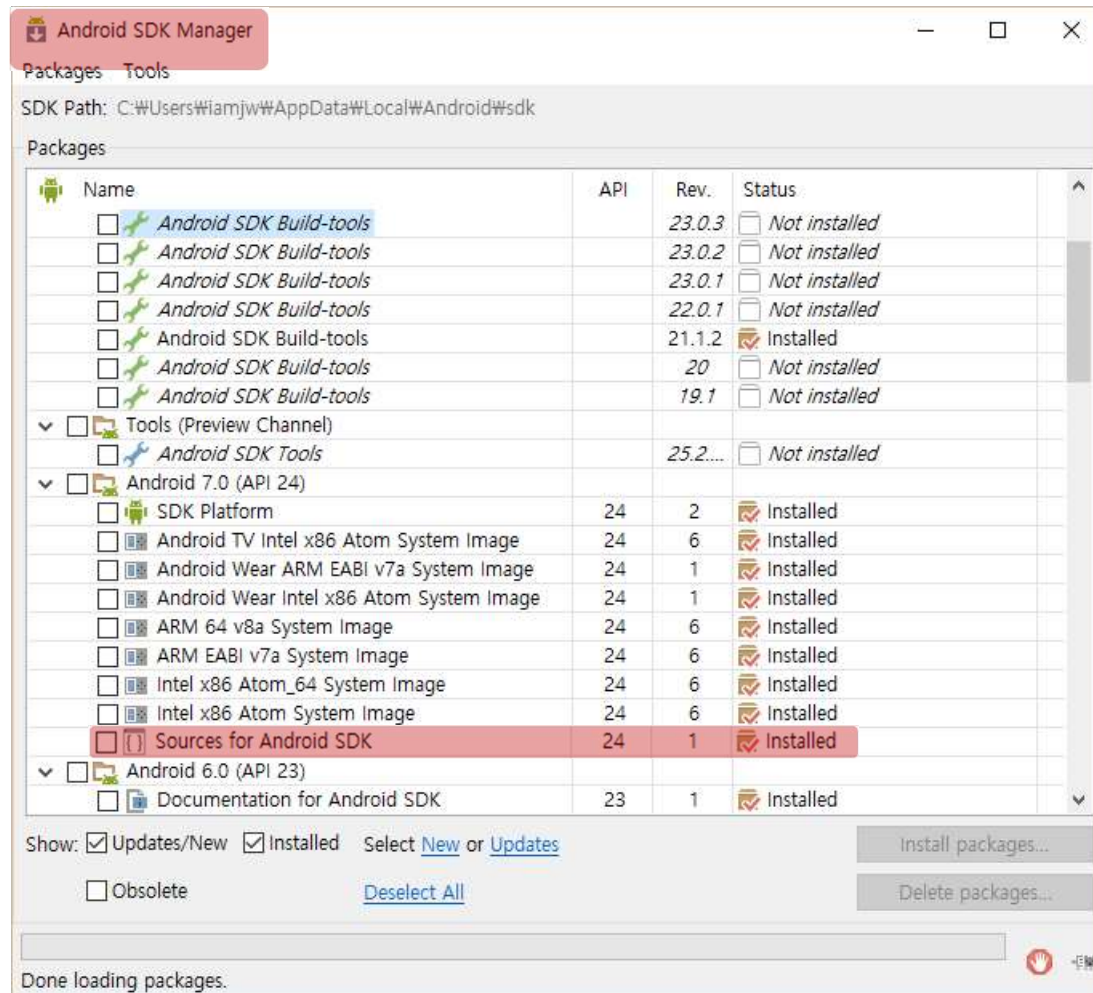 Android SDK Manager
Packages Tools
SDK Path: C:₩Users₩iamjw₩AppData₩Local₩Android₩sdk
Packages
Name API Rev. Status
Android SDK Build-tools 23.0.3 Not installed
Android SDK Build-tools 23.0.2 Not installed
Android SDK Build-tools 23.0.1 Not installed
Android SDK Build-tools 22.0.1 Not installed
Android SDK Build-tools 21.1.2 Installed
Android SDK Build-tools 20 Not installed
Android SDK Build-tools 19.1 Not installed
Tools (Preview Channel)
Android SDK Tools 25.2.... Not installed
Android 7.0 (API 24)
SDK Platform 24 2 Installed
Android TV Intel x86 Atom System Image 24 6 Installed
Android Wear ARM EABI v7a System Image 24 1 Installed
Android Wear Intel x86 Atom System Image 24 1 Installed
ARM 64 v8a System Image 24 6 Installed
ARM EABI v7a System Image 24 6 Installed
Intel x86 Atom_64 System Image 24 6 Installed
Intel x86 Atom System Image 24 6 Installed
Sources for Android SDK 24 1 Installed
Android 6.0 (API 23)
Documentation for Android SDK 23 1 Installed
Show: Updates/New Installed Select New or Updates Install packages...
Obsolete Deselect All Delete packages...
Done loading packages.